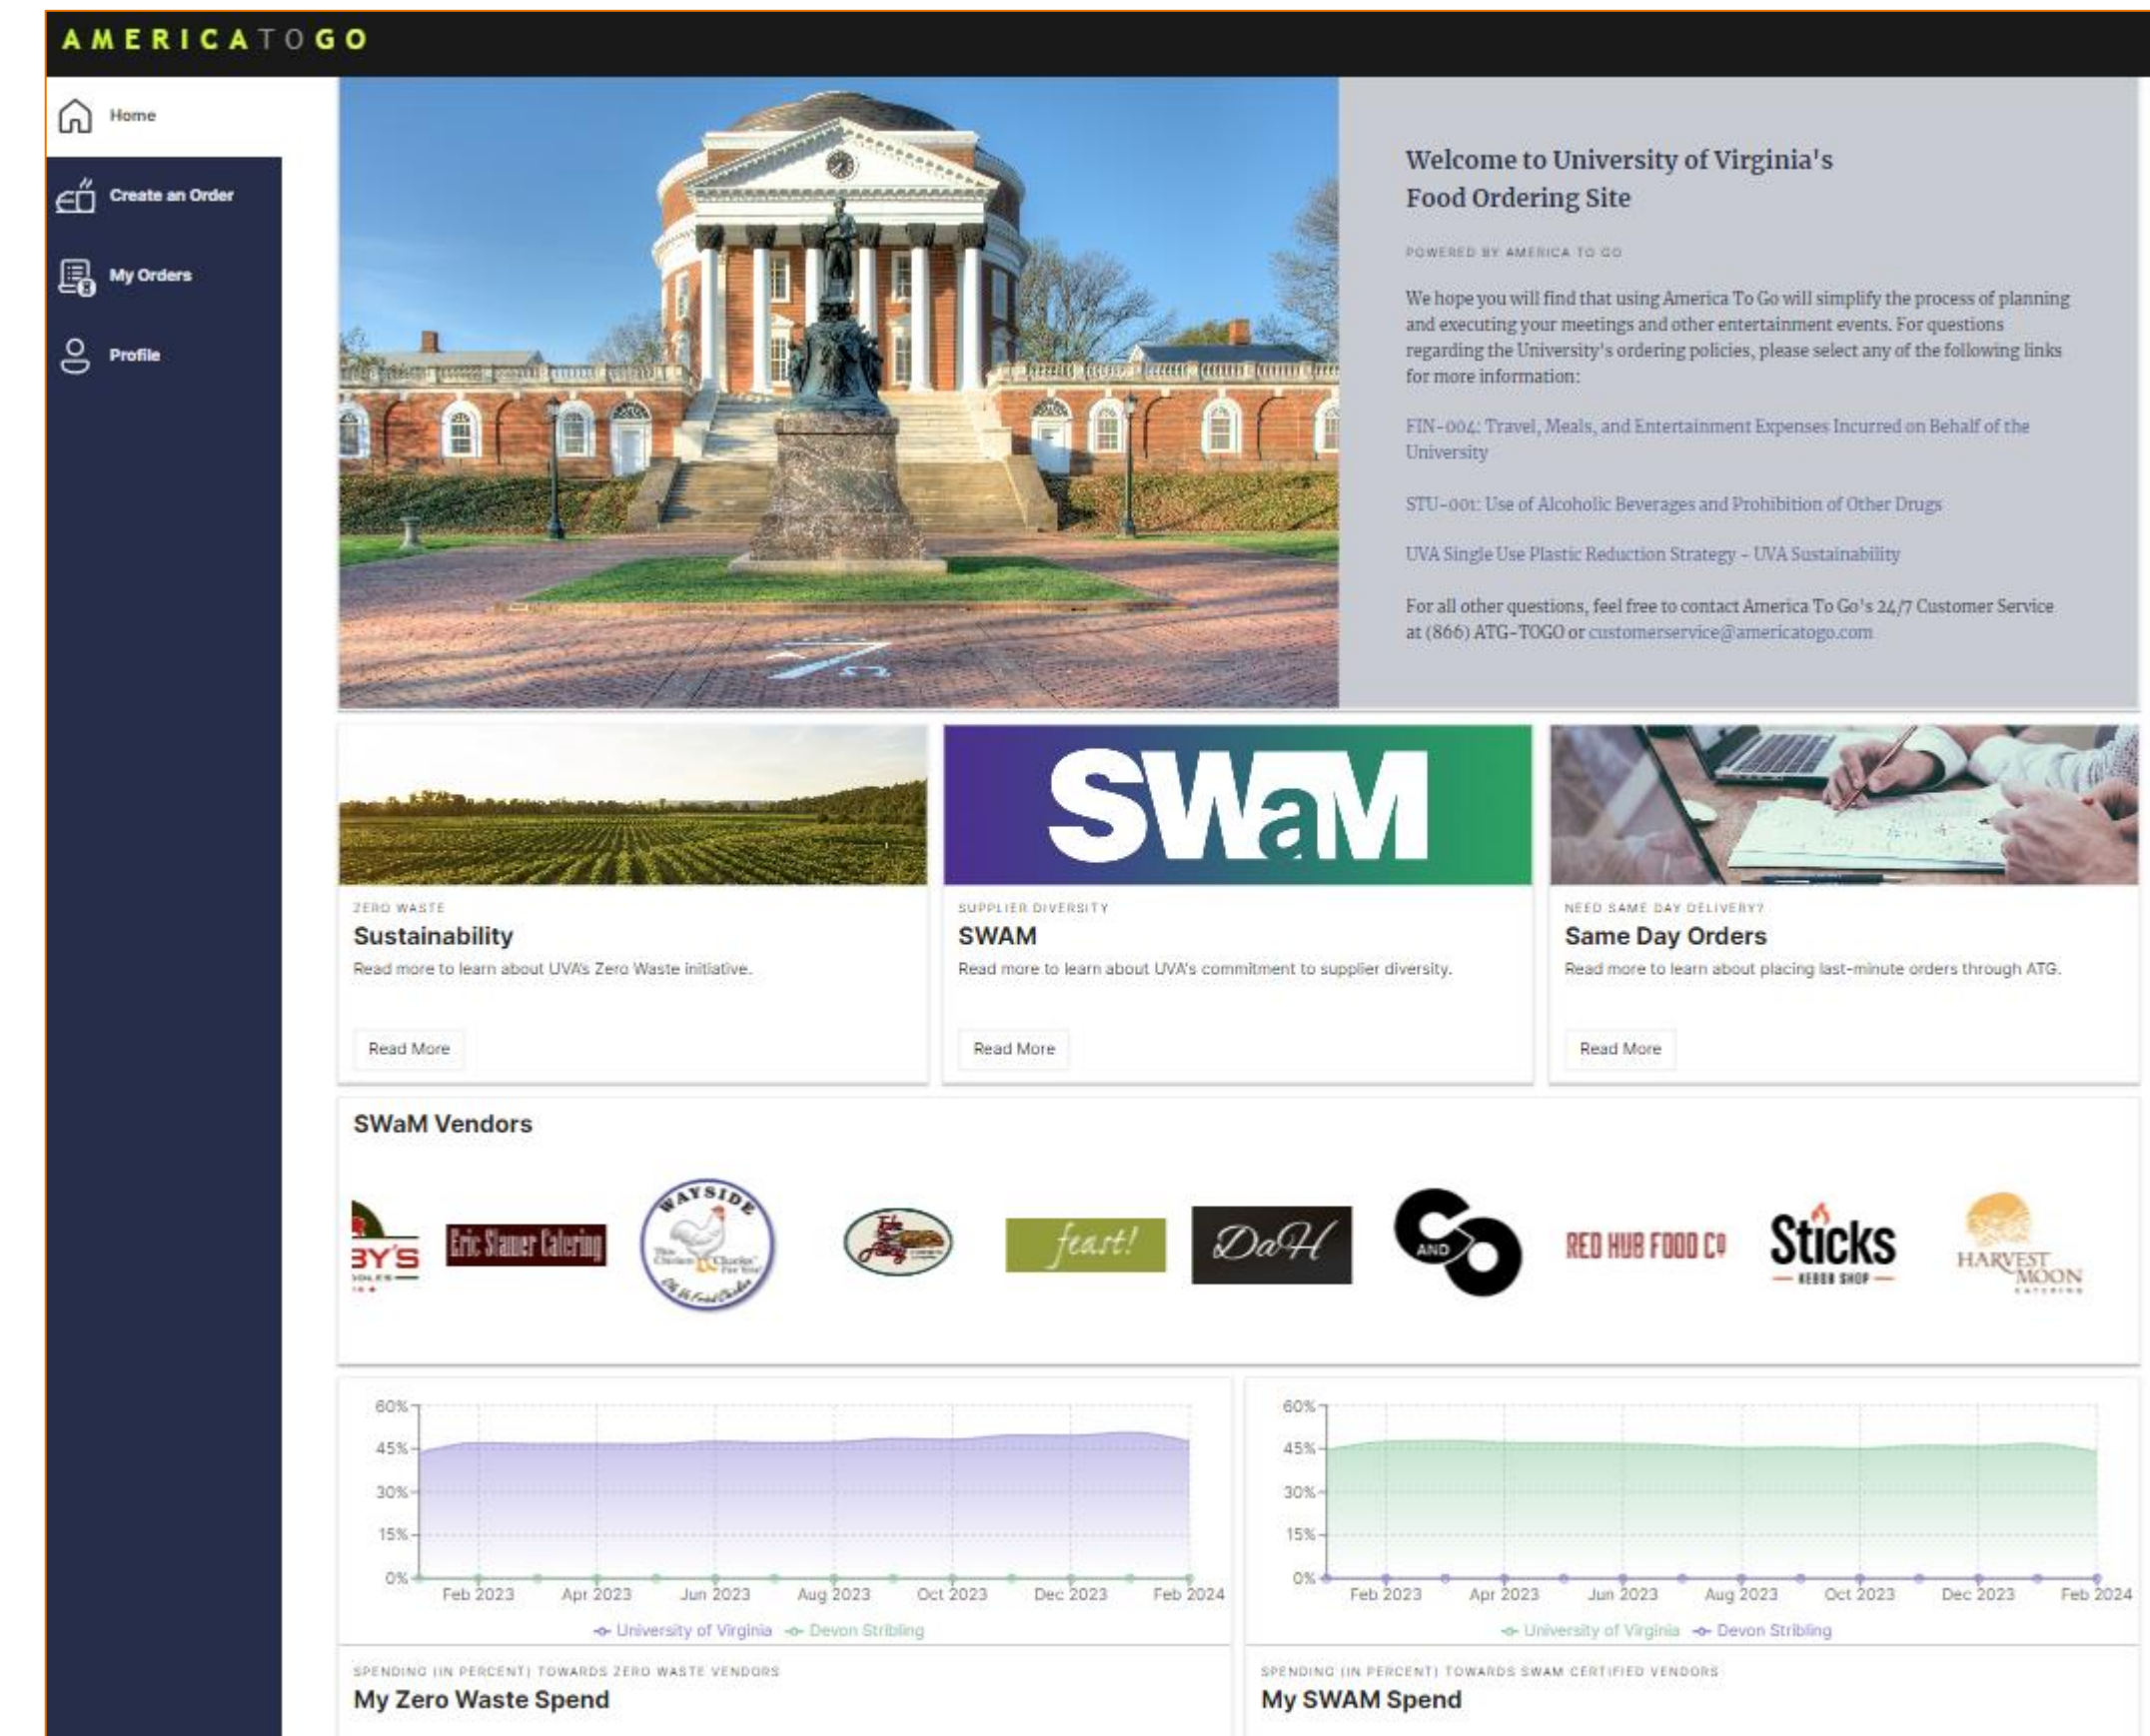 AMERICATOGO
Home
Create an Order
My Orders
Profile
Welcome to University of Virginia's
Food Ordering Site
POWERED BY AMERICA TO GO
We hope you will find that using America To Go will simplify the process of planning
and executing your meetings and other entertainment events. For questions
regarding the University's ordering policies, please select any of the following links
for more information:
FIN-004: Travel, Meals, and Entertainment Expenses Incurred on Behalf of the
University
STU-001: Use of Alcoholic Beverages and Prohibition of Other Drugs
UVA Single Use Plastic Reduction Strategy - UVA Sustainability
For all other questions, feel free to contact America To Go's 24/7 Customer Service
at (866) ATG-TOGO or customerservice@americatogo.com
SWaM
ZERO WASTE
Sustainability
Read more to learn about UVA's Zero Waste initiative.
Read More
SUPPLIER DIVERSITY
SWAM
Read more to learn about UVA's commitment to supplier diversity.
Read More
NEED SAME DAY DELIVERY?
Same Day Orders
Read more to learn about placing last-minute orders through ATG.
Read More
SWaM Vendors
BY'S
Eric Slauer Catering
WAYSIDE
This Chicken Clucks For You!
Ole Va Fried Chicken
feast!
DaH
C AND O
RED HUB FOOD CO
Sticks
KEBOB SHOP
HARVEST
MOON
CATERING
60%
45%
30%
15%
0%
Feb 2023 Apr 2023 Jun 2023 Aug 2023 Oct 2023 Dec 2023 Feb 2024
University of Virginia Devon Stribling
SPENDING (IN PERCENT) TOWARDS ZERO WASTE VENDORS
My Zero Waste Spend
60%
45%
30%
15%
0%
Feb 2023 Apr 2023 Jun 2023 Aug 2023 Oct 2023 Dec 2023 Feb 2024
University of Virginia Devon Stribling
SPENDING (IN PERCENT) TOWARDS SWAM CERTIFIED VENDORS
My SWAM Spend